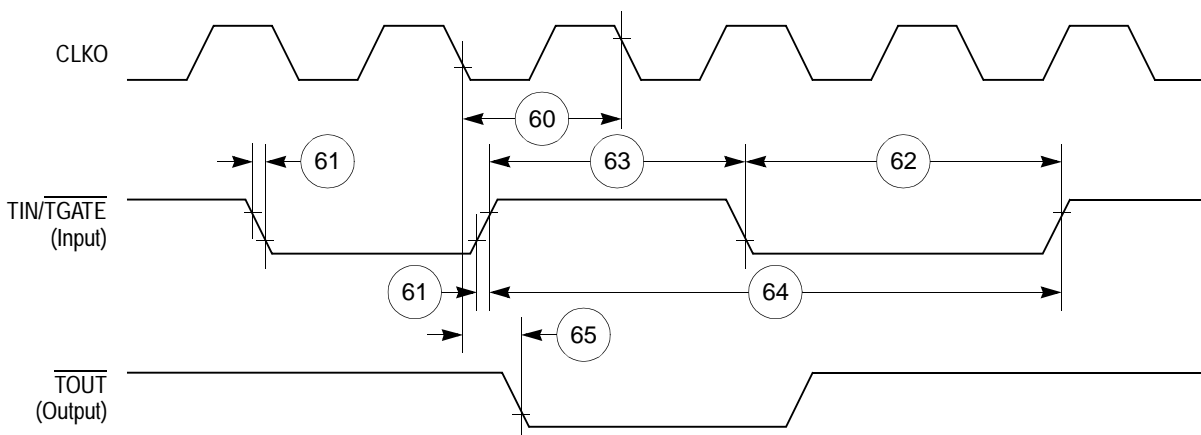 CLKO
60
61
63
62
TIN/TGATE
(Input)
61
64
65
TOUT
(Output)